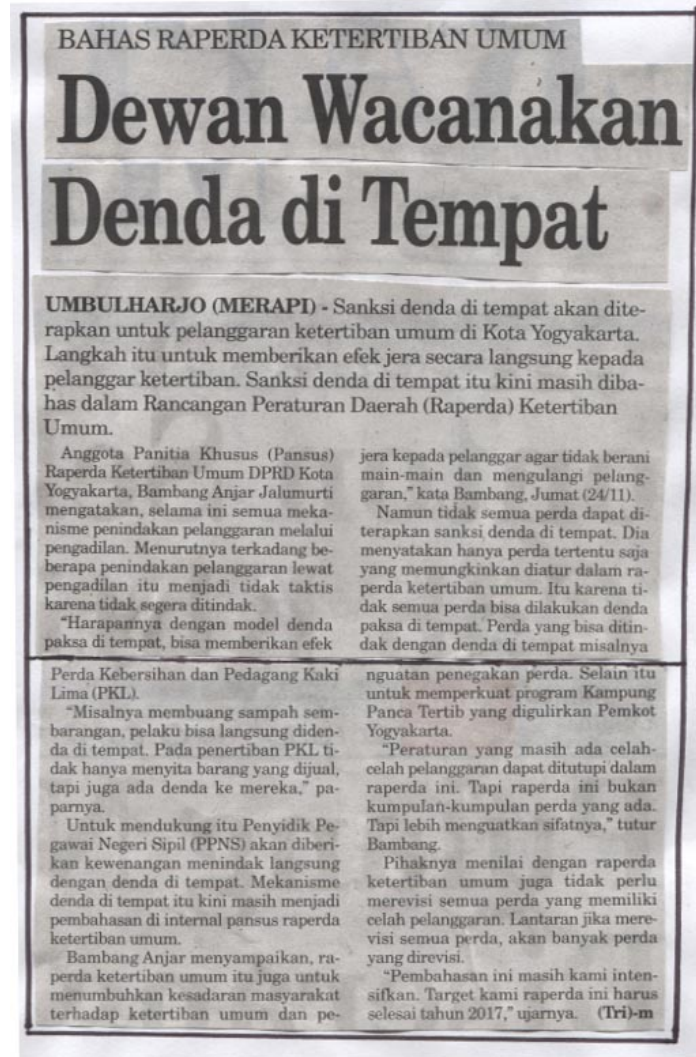 BAHAS RAPERDA KETERTIBAN UMUM
Dewan Wacanakan
Denda di Tempat
UMBULHARJO (MERAPI) - Sanksi denda di tempat akan dite-
rapkan untuk pelanggaran ketertiban umum di Kota Yogyakarta.
Langkah itu untuk memberikan efek jera secara langsung kepada
pelanggar ketertiban. Sanksi denda di tempat itu kini masih diba-
has dalam Rancangan Peraturan Daerah (Raperda) Ketertiban
Umum.
Anggota Panitia Khusus (Pansus)
Raperda Ketertiban Umum DPRD Kota
Yogyakarta, Bambang Anjar Jalumurti
mengatakan, selama ini semua meka-
nisme penindakan pelanggaran melalui
pengadilan. Menurutnya terkadang be-
berapa penindakan pelanggaran lewat
pengadilan itu menjadi tidak taktis
karena tidak segera ditindak.
"Harapannya dengan model denda
paksa di tempat, bisa memberikan efek
jera kepada pelanggar agar tidak berani
main-main dan mengulangi pelang-
garan," kata Bambang, Jumat (24/11).
Namun tidak semua perda dapat di-
terapkan sanksi denda di tempat. Dia
menyatakan hanya perda tertentu saja
yang memungkinkan diatur dalam ra-
perda ketertiban umum. Itu karena ti-
dak semua perda bisa dilakukan denda
paksa di tempat. Perda yang bisa ditin-
dak dengan denda di tempat misalnya
Perda Kebersihan dan Pedagang Kaki
Lima (PKL).
"Misalnya membuang sampah sem-
barangan, pelaku bisa langsung diden-
da di tempat. Pada penertiban PKL ti-
dak hanya menyita barang yang dijual,
tapi juga ada denda ke mereka," pa-
parnya.
Untuk mendukung itu Penyidik Pe-
gawai Negeri Sipil (PPNS) akan diberi-
kan kewenangan menindak langsung
dengan denda di tempat. Mekanisme
denda di tempat itu kini masih menjadi
pembahasan di internal pansus raperda
ketertiban umum.
Bambang Anjar menyampaikan, ra-
perda ketertiban umum itu juga untuk
menumbuhkan kesadaran masyarakat
terhadap ketertiban umum dan pe-
nguatan penegakan perda. Selain itu
untuk memperkuat program Kampung
Panca Tertib yang digulirkan Pemkot
Yogyakarta.
"Peraturan yang masih ada celah-
celah pelanggaran dapat ditutupi dalam
raperda ini. Tapi raperda ini bukan
kumpulan-kumpulan perda yang ada.
Tapi lebih menguatkan sifatnya," tutur
Bambang.
Pihaknya menilai dengan raperda
ketertiban umum juga tidak perlu
merevisi semua perda yang memiliki
celah pelanggaran. Lantaran jika mere-
visi semua perda, akan banyak perda
yang direvisi.
"Pembahasan ini masih kami inten-
sifkan. Target kami raperda ini harus
selesai tahun 2017," ujarnya. (Tri)-m